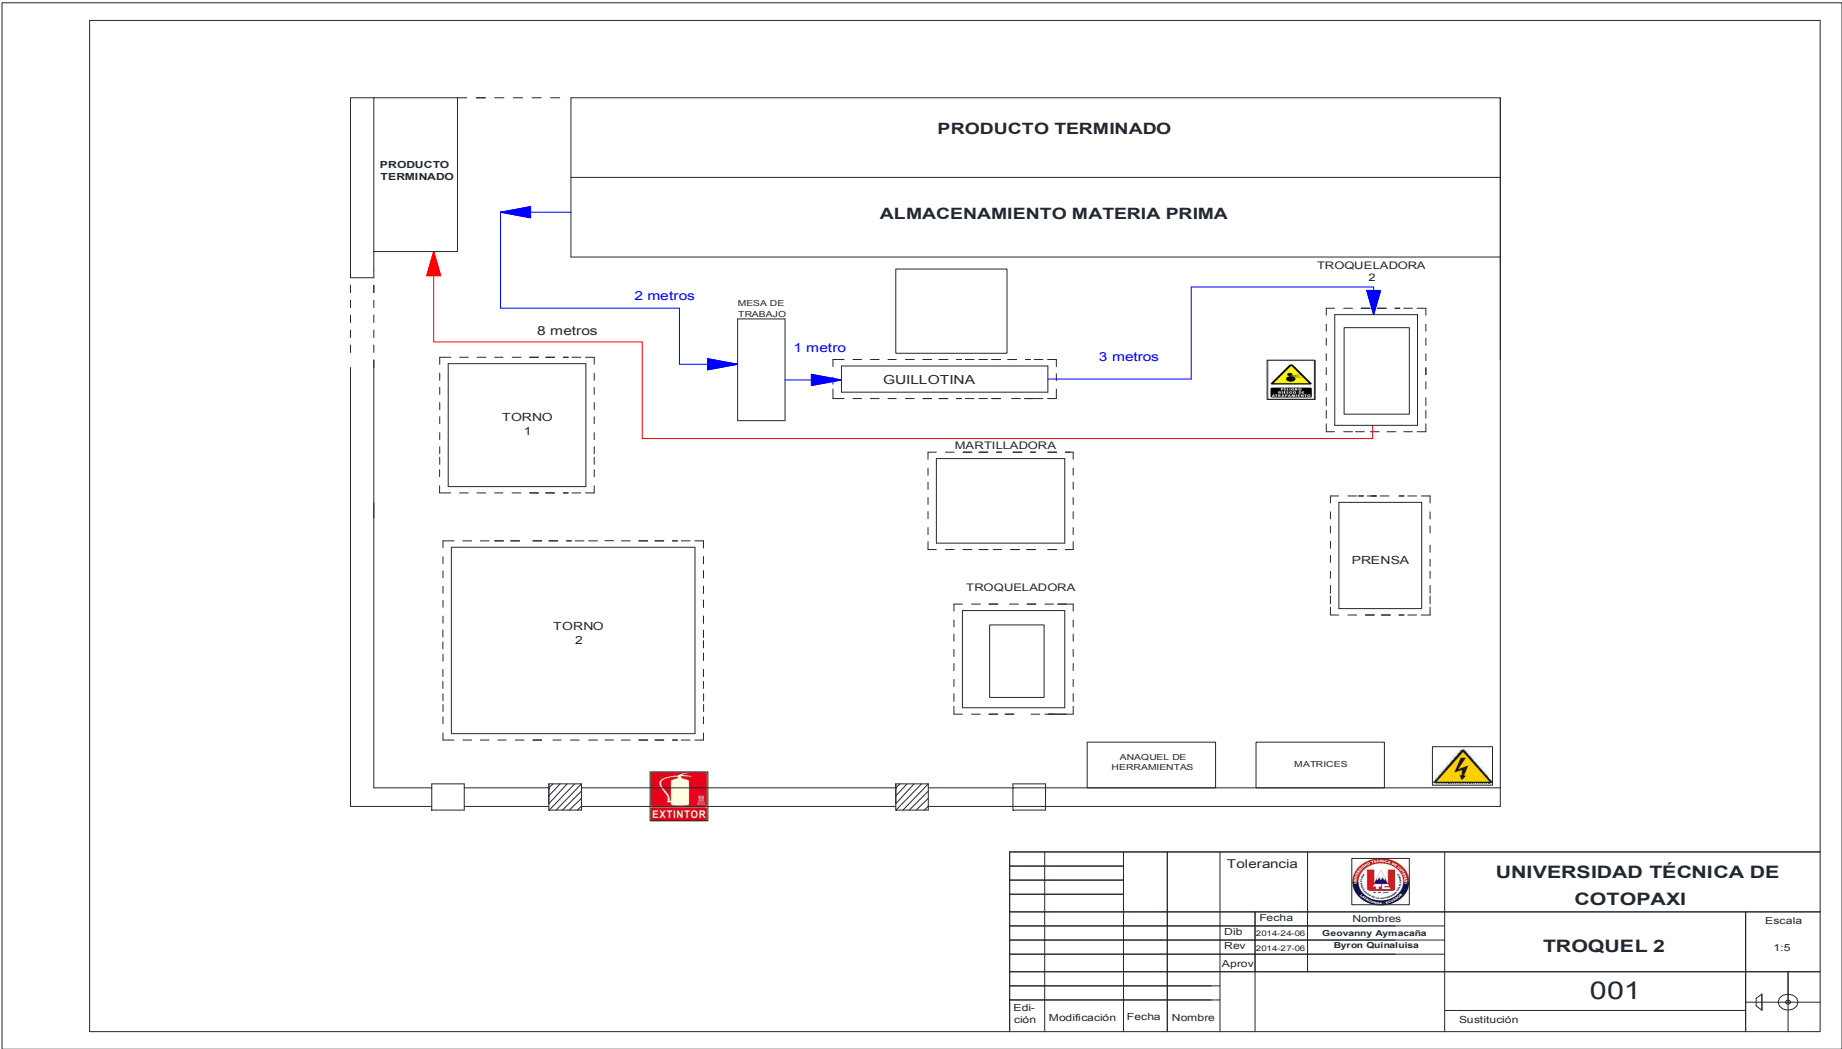 PRODUCTO TERMINADO
PRODUCTO
TERMINADO
ALMACENAMIENTO MATERIA PRIMA
TROQUELADORA
2
2 metros
MESA DE
TRABAJO
8 metros
1 metro
3 metros
GUILLOTINA
TORNO
1
MARTILLADORA
PRENSA
TROQUELADORA
TORNO
2
ANAQUEL DE
HERRAMIENTAS
MATRICES
EXTINTOR
Tolerancia
UNIVERSIDAD TÉCNICA DE
COTOPAXI
Fecha Nombres
Dib 2014-24-06 Geovanny Aymacaña
Rev 2014-27-06 Byron Quinaluisa
Aprov
TROQUEL 2
Escala
1:5
001
Edi-
ción Modificación Fecha Nombre
Sustitución